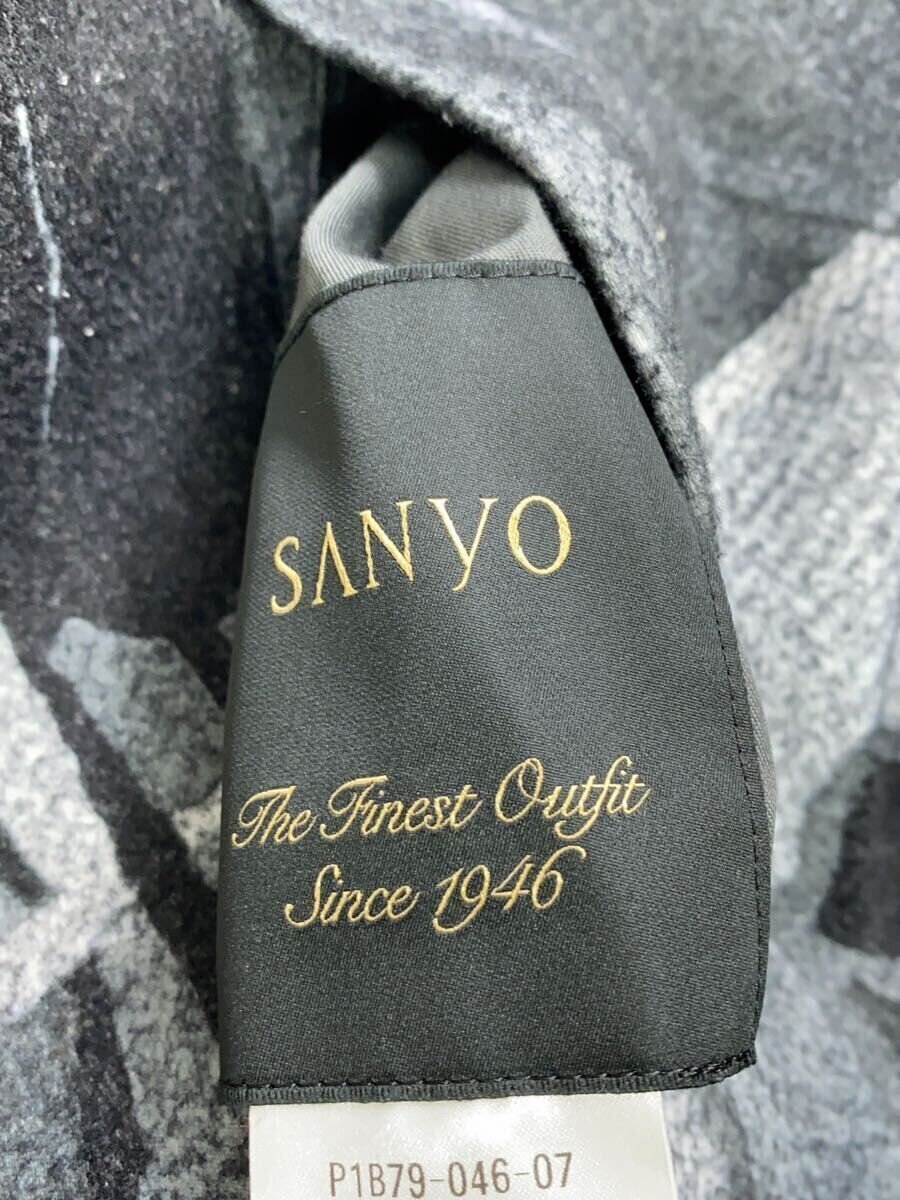 SANYO
The Finest Outfit
Since 1946
P1B79-046-07